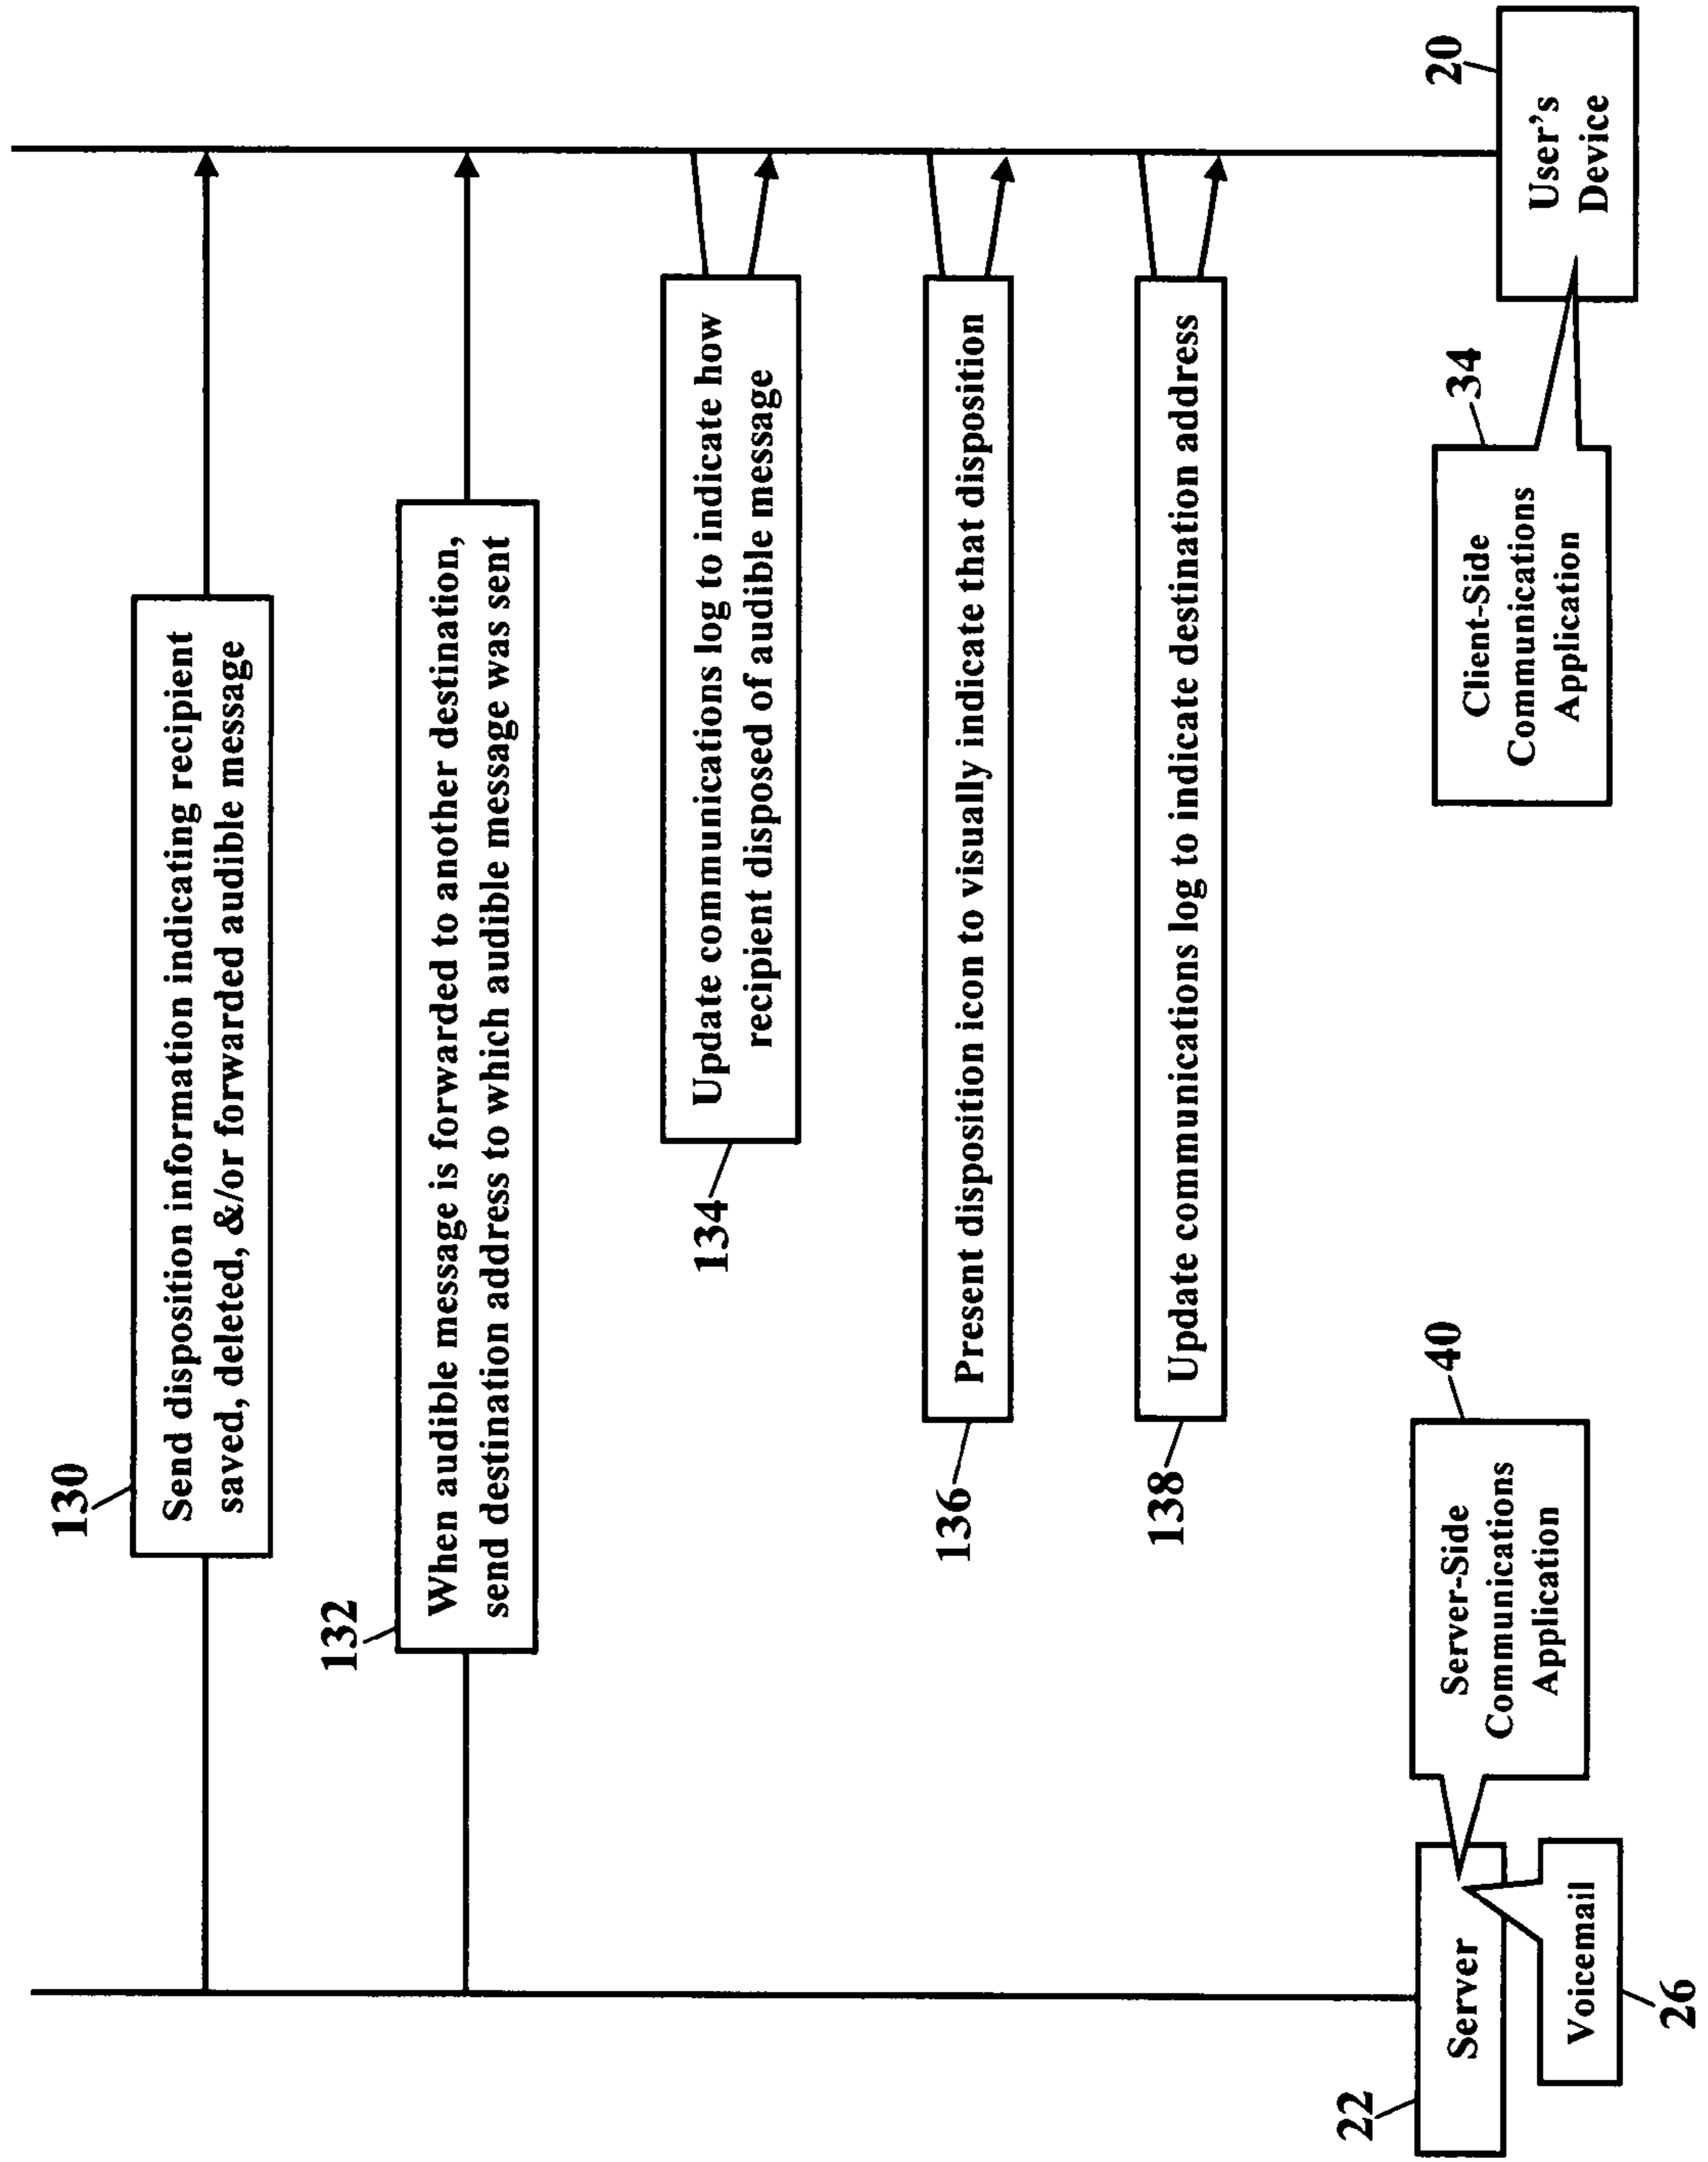 130
Send disposition information indicating recipient
saved, deleted, &/or forwarded audible message
132
When audible message is forwarded to another destination,
send destination address to which audible message was sent
134
Update communications log to indicate how
recipient disposed of audible message
136
Present disposition icon to visually indicate that disposition
138
Update communications log to indicate destination address
22
Server
Voicemail
26
40
Server-Side
Communications
Application
34
Client-Side
Communications
Application
20
User's
Device